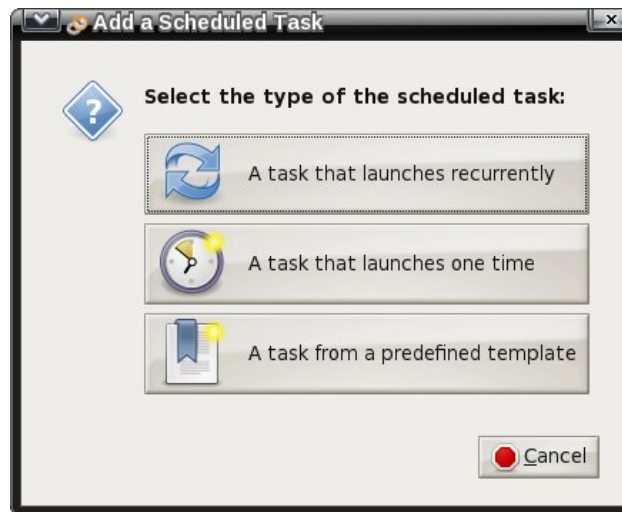 Add a Scheduled Task
Select the type of the scheduled task:
A task that launches recurrently
A task that launches one time
A task from a predefined template
Cancel